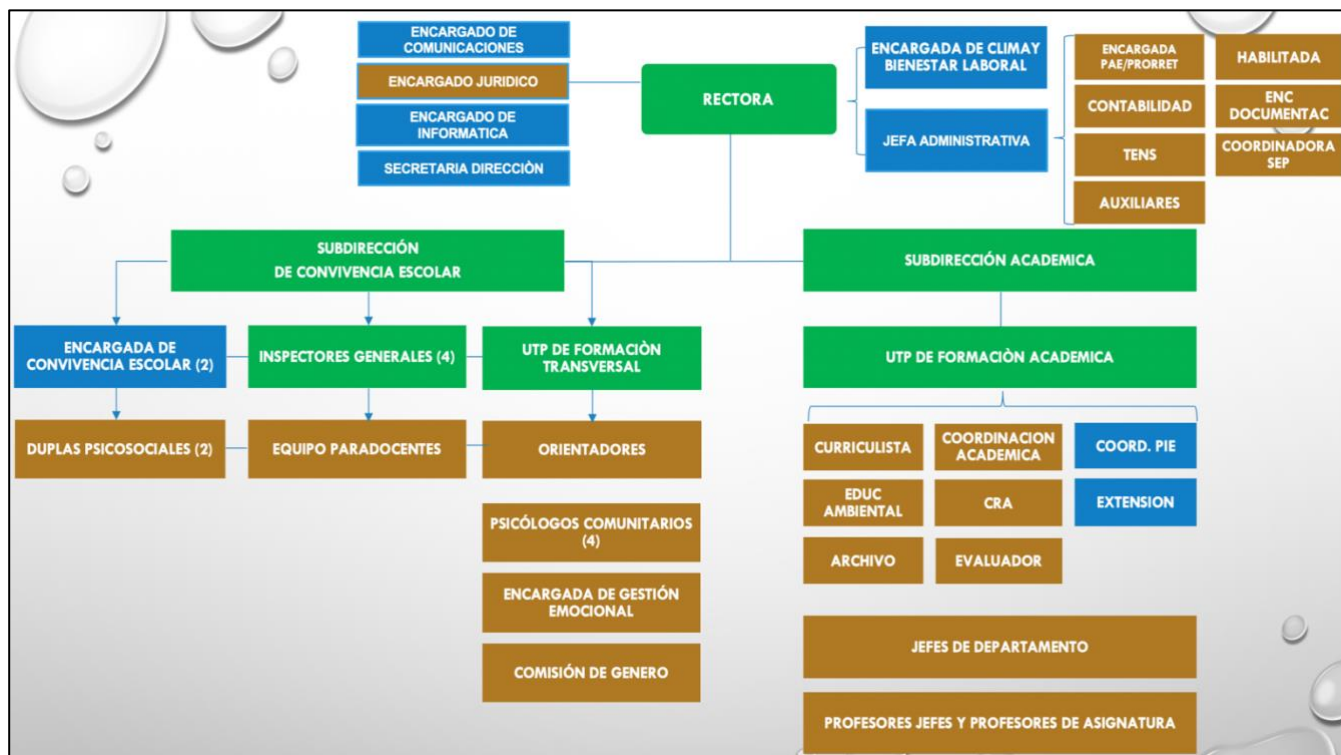 ENCARGADO DE
COMUNICACIONES
ENCARGADO JURIDICO
ENCARGADO DE
INFORMATICA
SECRETARIA DIRECCIÒN
RECTORA
ENCARGADA DE CLIMAY
BIENESTAR LABORAL
JEFA ADMINISTRATIVA
ENCARGADA
PAE/PRORRET
HABILITADA
CONTABILIDAD
ENC
DOCUMENTAC
TENS
COORDINADORA
SEP
AUXILIARES
SUBDIRECCIÓN
DE CONVIVENCIA ESCOLAR
SUBDIRECCIÓN ACADEMICA
ENCARGADA DE
CONVIVENCIA ESCOLAR (2)
INSPECTORES GENERALES (4)
UTP DE FORMACIÒN
TRANSVERSAL
UTP DE FORMACIÒN ACADEMICA
DUPLAS PSICOSOCIALES (2)
EQUIPO PARADOCENTES
ORIENTADORES
PSICÓLOGOS COMUNITARIOS
(4)
ENCARGADA DE GESTIÓN
EMOCIONAL
COMISIÓN DE GENERO
CURRICULISTA
COORDINACION
ACADEMICA
COORD. PIE
EDUC
AMBIENTAL
CRA
EXTENSION
ARCHIVO
EVALUADOR
JEFES DE DEPARTAMENTO
PROFESORES JEFES Y PROFESORES DE ASIGNATURA